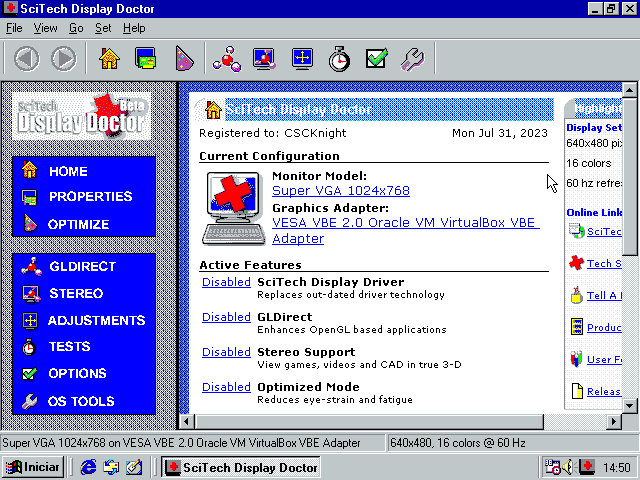 SciTech Display Doctor
File View Go Set Help
SciTech
Beta
Display Doctor
HOME
PROPERTIES
OPTIMIZE
GLDIRECT
STEREO
ADJUSTMENTS
TESTS
OPTIONS
OS TOOLS
SciTech Display Doctor
Registered to: CSCKnight Mon Jul 31, 2023
Current Configuration
Monitor Model:
Super VGA 1024x768
Graphics Adapter:
VESA VBE 2.0 Oracle VM VirtualBox VBE
Adapter
Active Features
Disabled SciTech Display Driver
Replaces out-dated driver technology
Disabled GLDirect
Enhances OpenGL based applications
Disabled Stereo Support
View games, videos and CAD in true 3-D
Disabled Optimized Mode
Reduces eye-strain and fatigue
Highligh
Display Set
640x480 pi
16 colors
60 hz refre
Online Link
SciTec
Tech S
Tell A
Produc
User F
Releas
Super VGA 1024x768 on VESA VBE 2.0 Oracle VM VirtualBox VBE Adapter 640x480, 16 colors @ 60 Hz
Iniciar SciTech Display Doctor 14:50